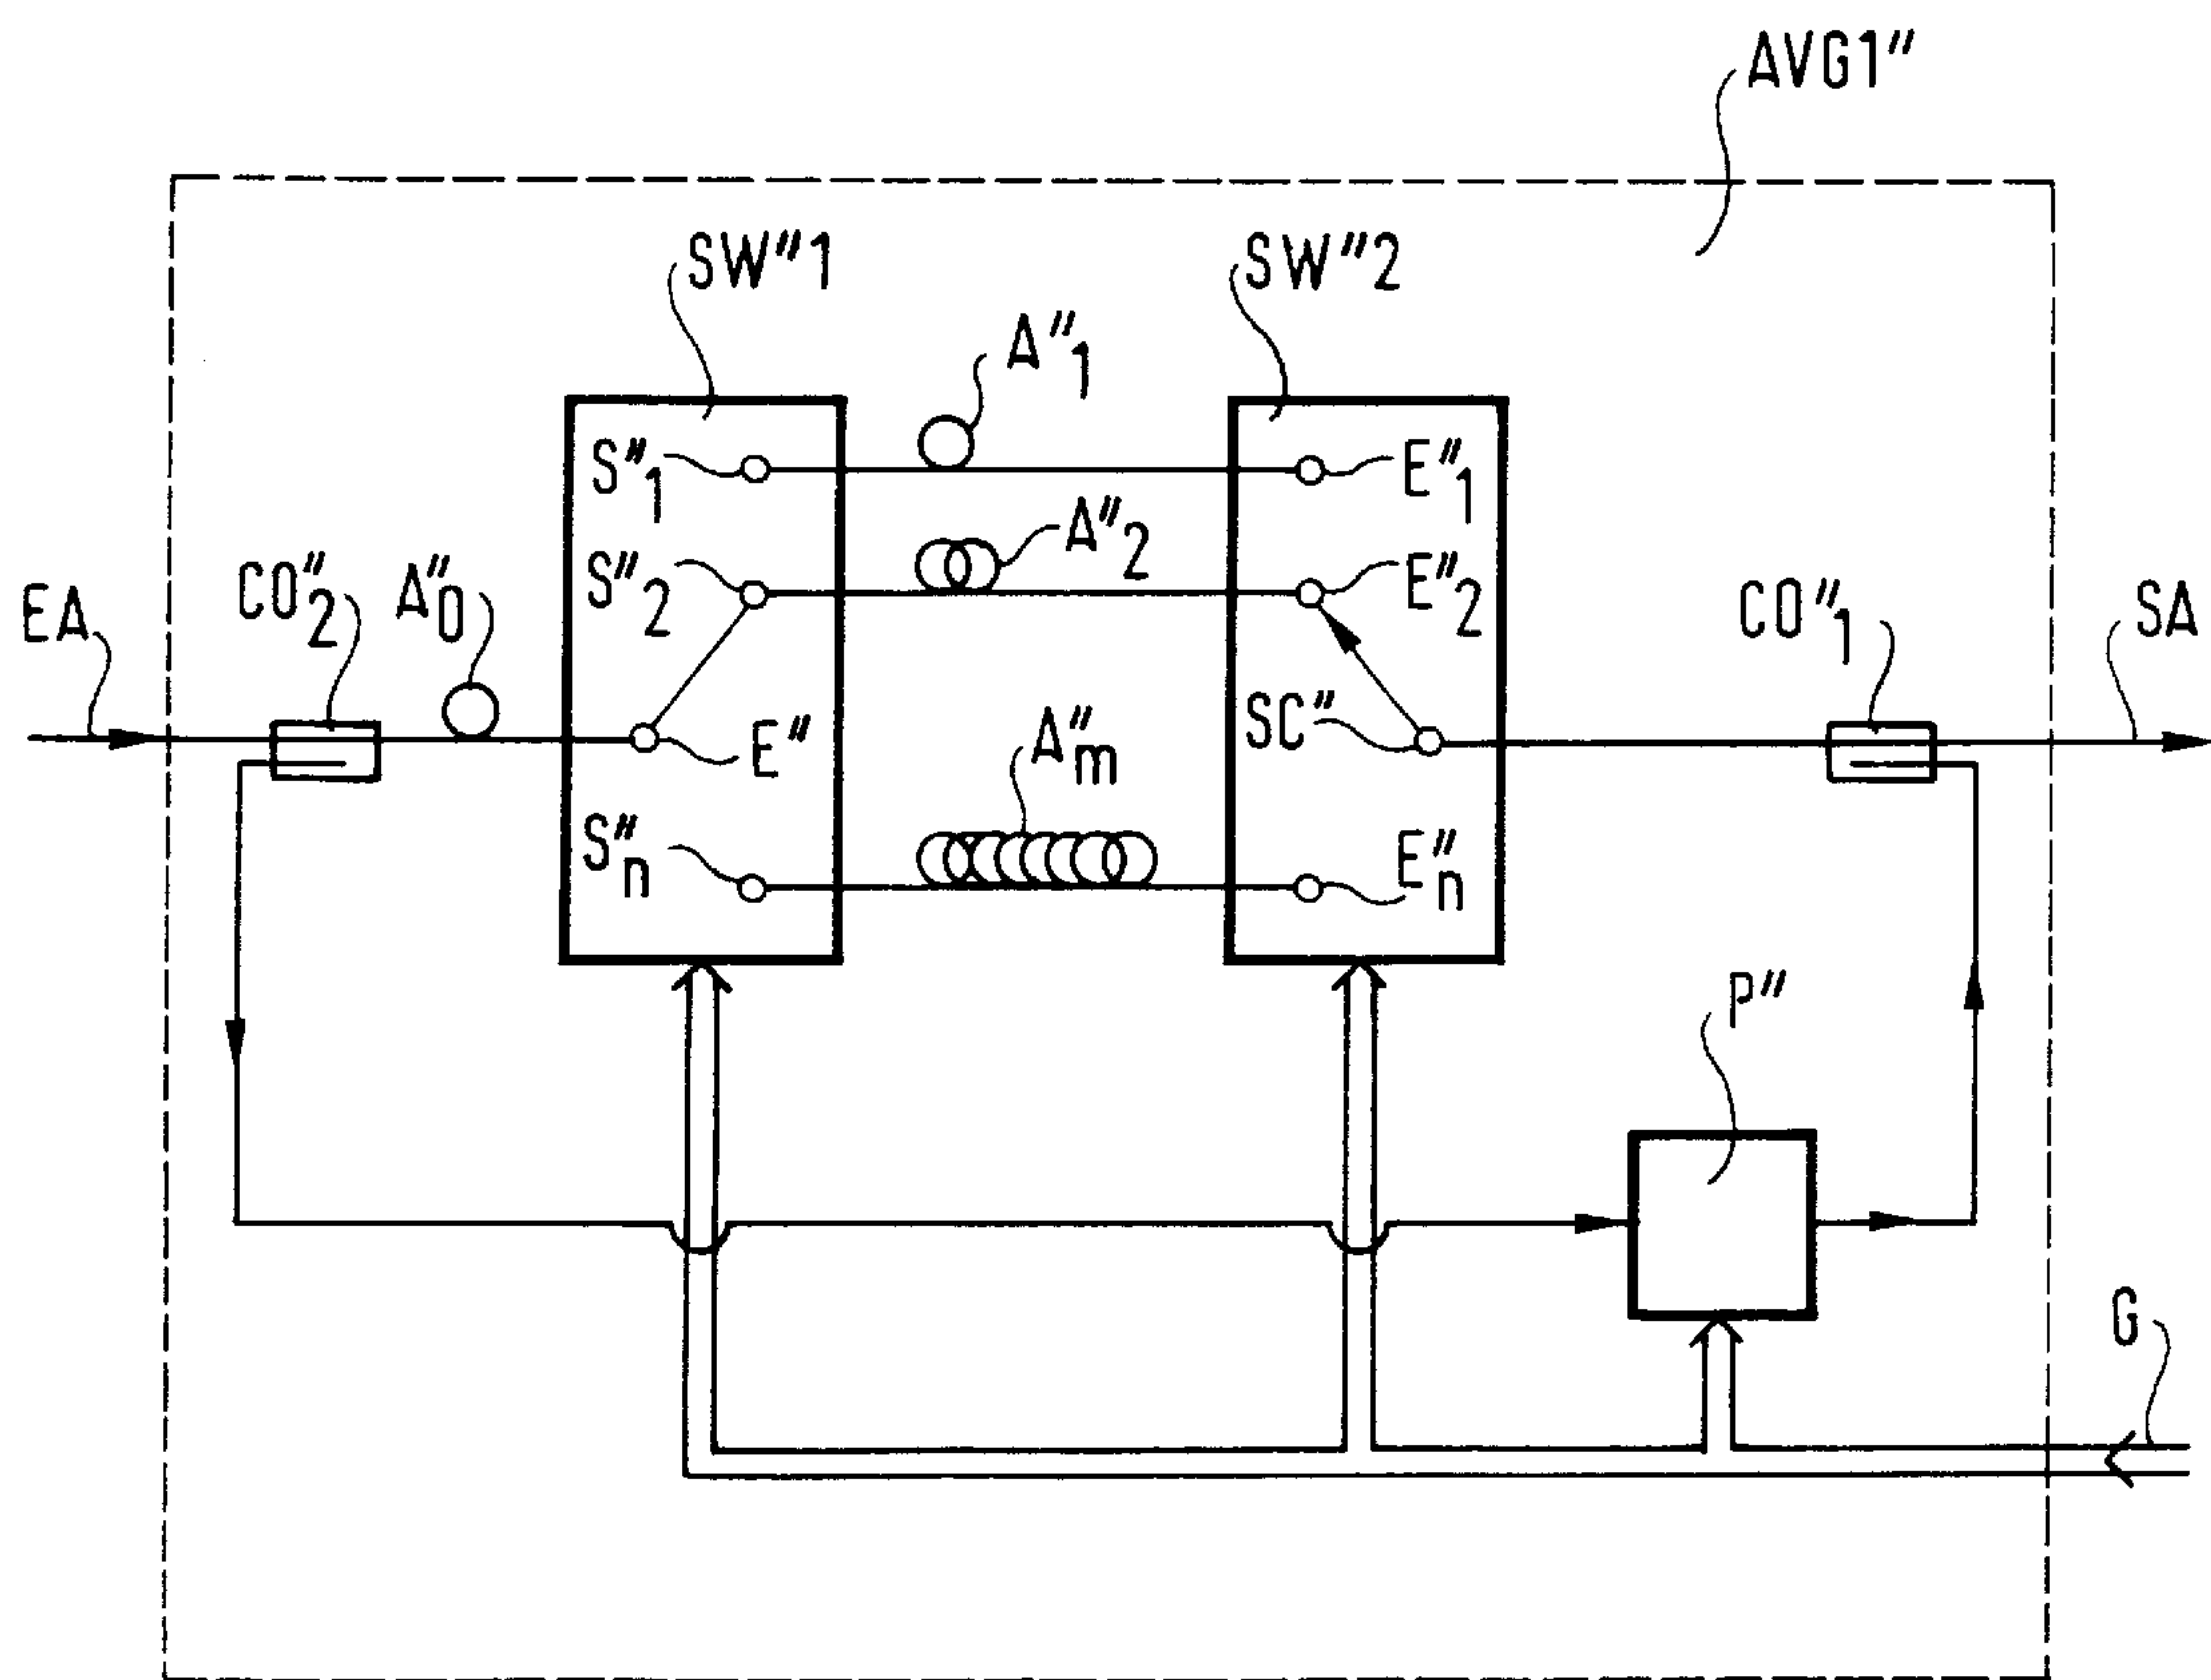 AVG1"
SW"1
SW"2
A"1
S"1
E"1
A"2
S"2
E"2
EA
CO"2
A"0
CO"1
SA
E"
SC"
A"m
S"n
E"n
P"
G